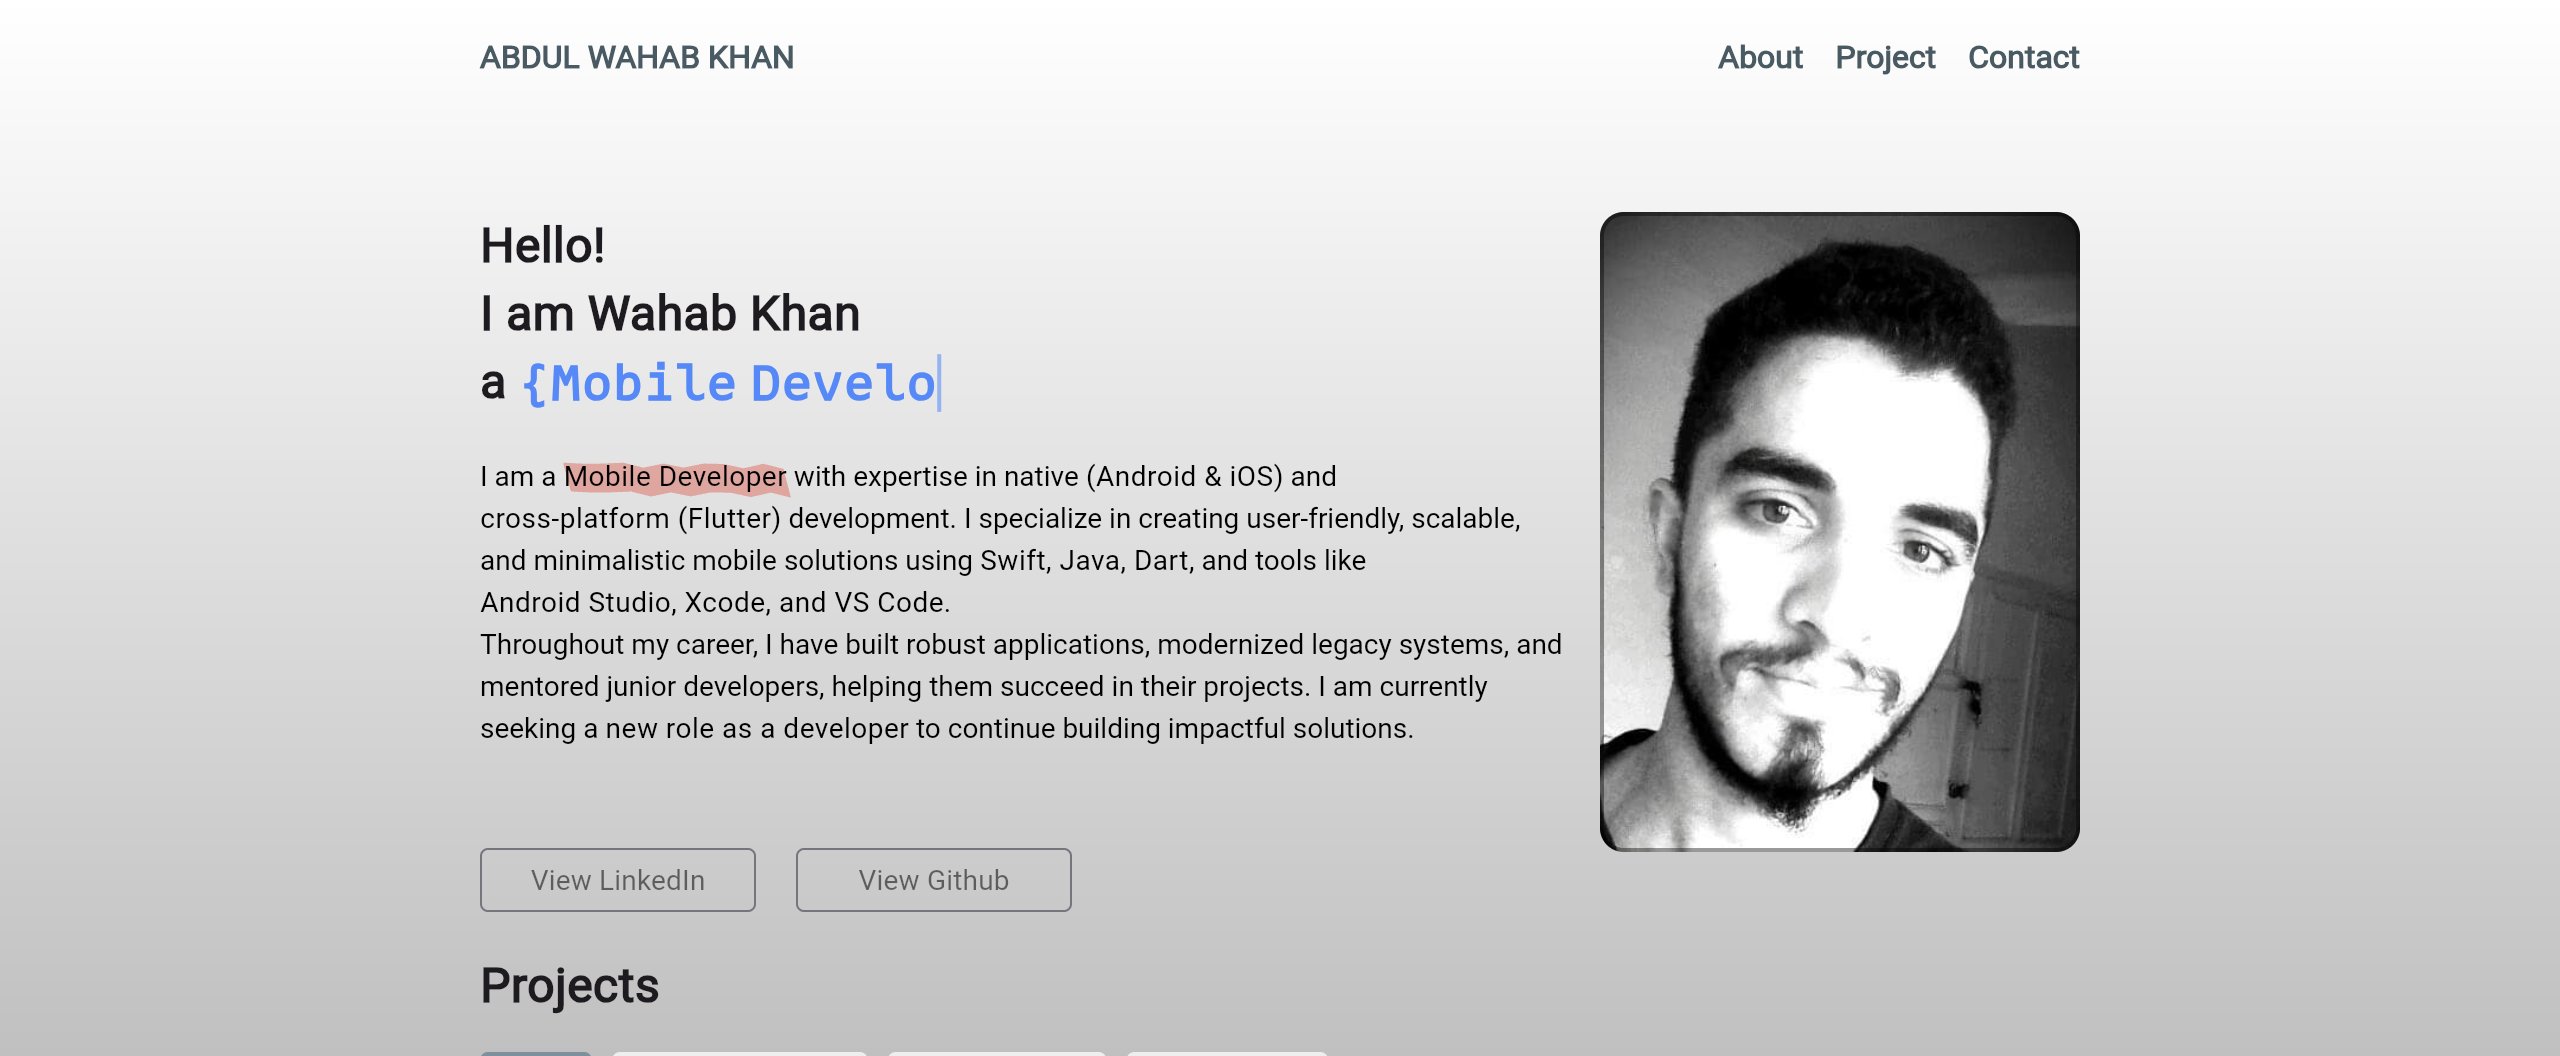 ABDUL WAHAB KHAN
About Project Contact
Hello!
I am Wahab Khan
a {Mobile Develo
I am a Mobile Developer with expertise in native (Android & iOS) and
cross-platform (Flutter) development. I specialize in creating user-friendly, scalable,
and minimalistic mobile solutions using Swift, Java, Dart, and tools like
Android Studio, Xcode, and VS Code.
Throughout my career, I have built robust applications, modernized legacy systems, and
mentored junior developers, helping them succeed in their projects. I am currently
seeking a new role as a developer to continue building impactful solutions.
View LinkedIn
View Github
Projects